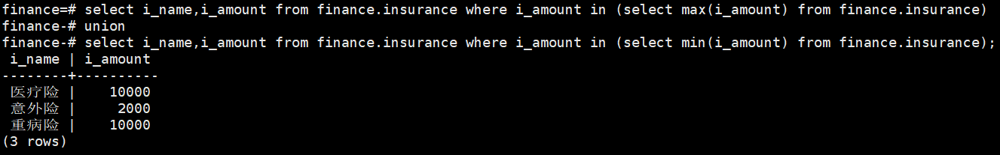 finance=# select i_name,i_amount from finance.insurance where i_amount in (select max(i_amount) from finance.insurance)
finance-# union
finance-# select i_name,i_amount from finance.insurance where i_amount in (select min(i_amount) from finance.insurance);
 i_name | i_amount
--------+----------
 医疗险 |    10000
 意外险 |     2000
 重病险 |    10000
(3 rows)